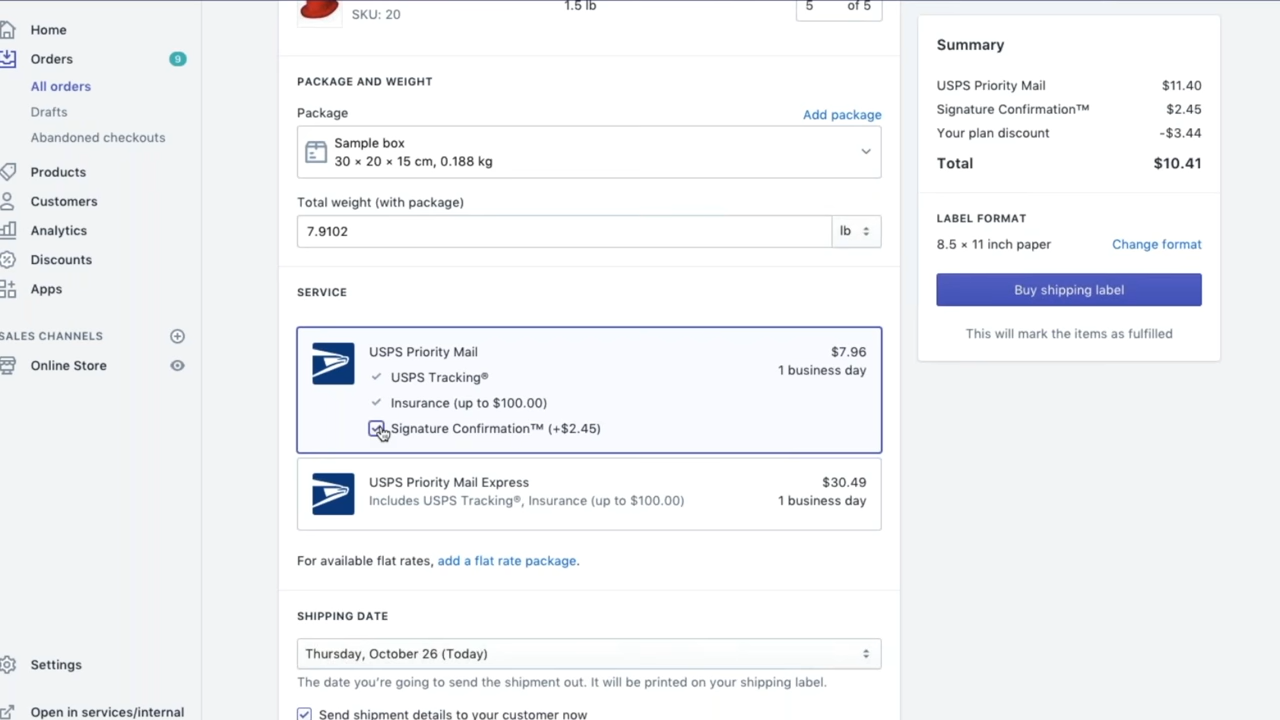 Home
Orders 9
All orders
Drafts
Abandoned checkouts
Products
Customers
Analytics
Discounts
Apps
SALES CHANNELS
Online Store
Settings
Open in services/internal
SKU: 20
1.5 lb
5 of 5
PACKAGE AND WEIGHT
Package Add package
Sample box
30 × 20 × 15 cm, 0.188 kg
Total weight (with package)
7.9102 lb
SERVICE
USPS Priority Mail $7.96
USPS Tracking® 1 business day
Insurance (up to $100.00)
Signature Confirmation™ (+$2.45)
USPS Priority Mail Express $30.49
Includes USPS Tracking®, Insurance (up to $100.00) 1 business day
For available flat rates, add a flat rate package.
SHIPPING DATE
Thursday, October 26 (Today)
The date you're going to send the shipment out. It will be printed on your shipping label.
Send shipment details to your customer now
Summary
USPS Priority Mail $11.40
Signature Confirmation™ $2.45
Your plan discount -$3.44
Total $10.41
LABEL FORMAT
8.5 × 11 inch paper Change format
Buy shipping label
This will mark the items as fulfilled